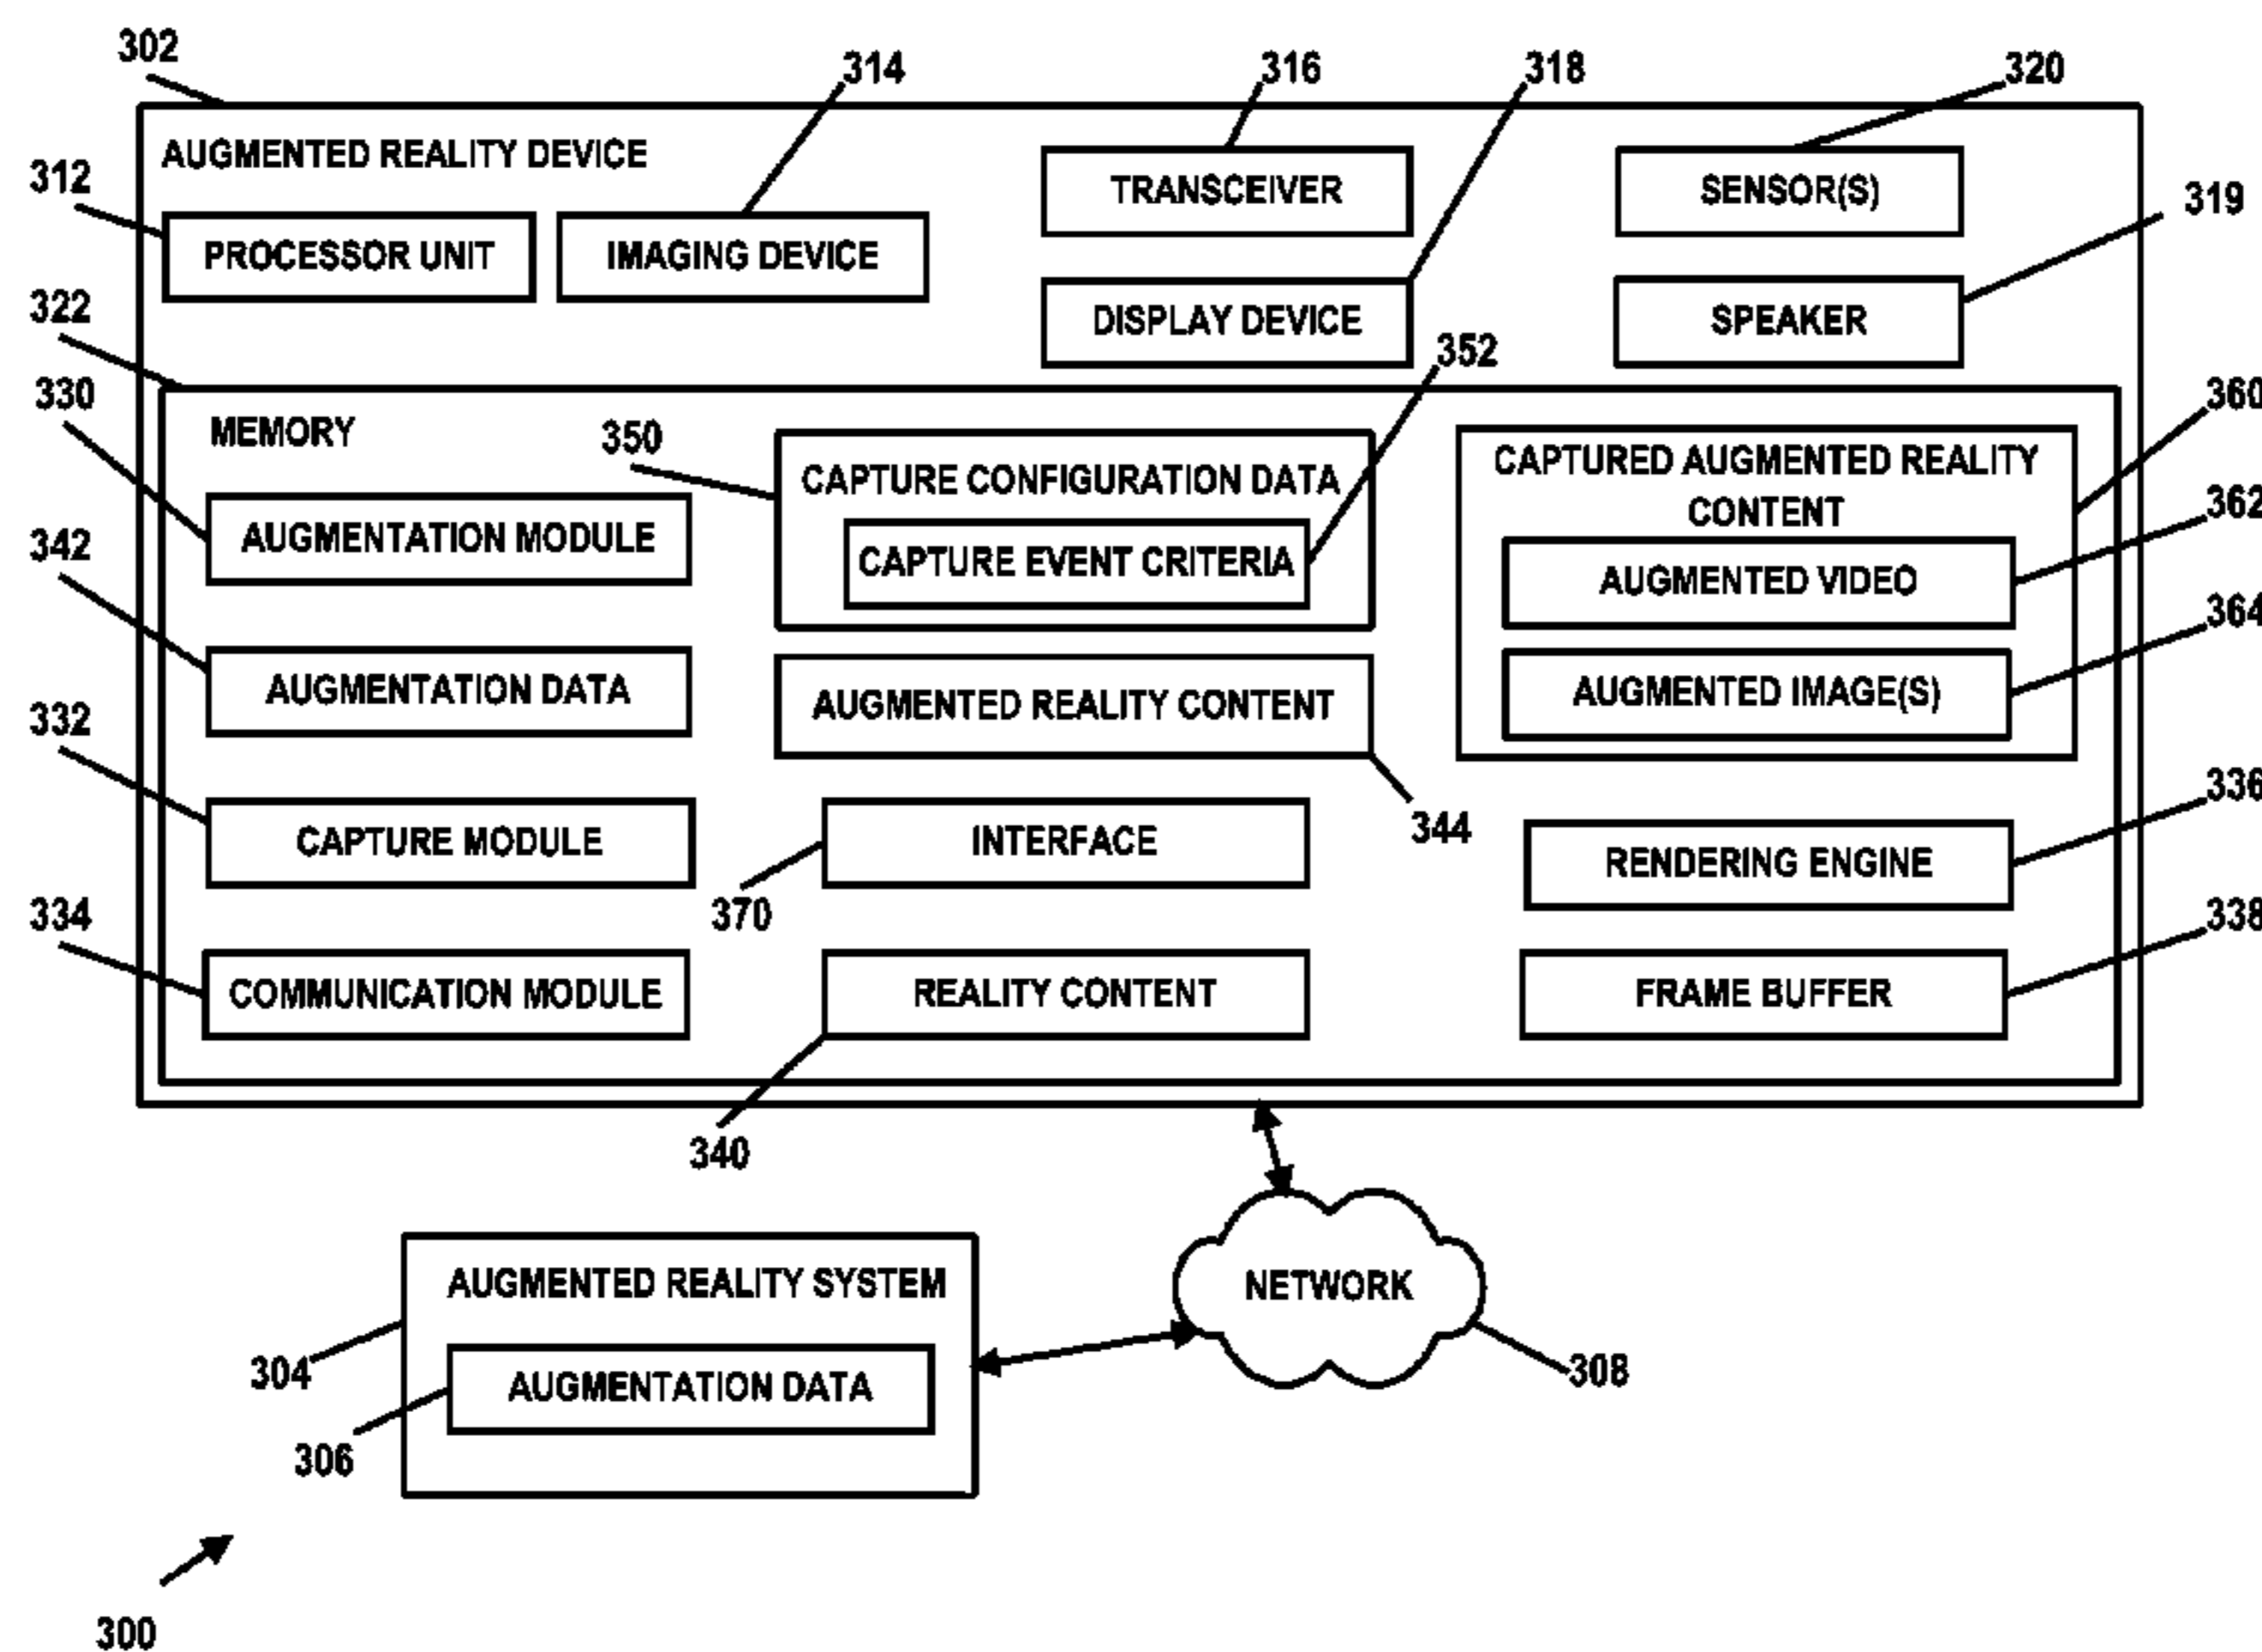 302
314
316
318
320
AUGMENTED REALITY DEVICE
312
TRANSCEIVER
SENSOR(S)
319
PROCESSOR UNIT
IMAGING DEVICE
322
DISPLAY DEVICE
SPEAKER
352
330
360
MEMORY
350
CAPTURE CONFIGURATION DATA
CAPTURED AUGMENTED REALITY
CONTENT
362
AUGMENTATION MODULE
342
CAPTURE EVENT CRITERIA
AUGMENTED VIDEO
364
AUGMENTATION DATA
332
AUGMENTED REALITY CONTENT
AUGMENTED IMAGE(S)
336
344
CAPTURE MODULE
INTERFACE
RENDERING ENGINE
370
334
338
COMMUNICATION MODULE
REALITY CONTENT
FRAME BUFFER
340
AUGMENTED REALITY SYSTEM
NETWORK
304
308
AUGMENTATION DATA
306
300